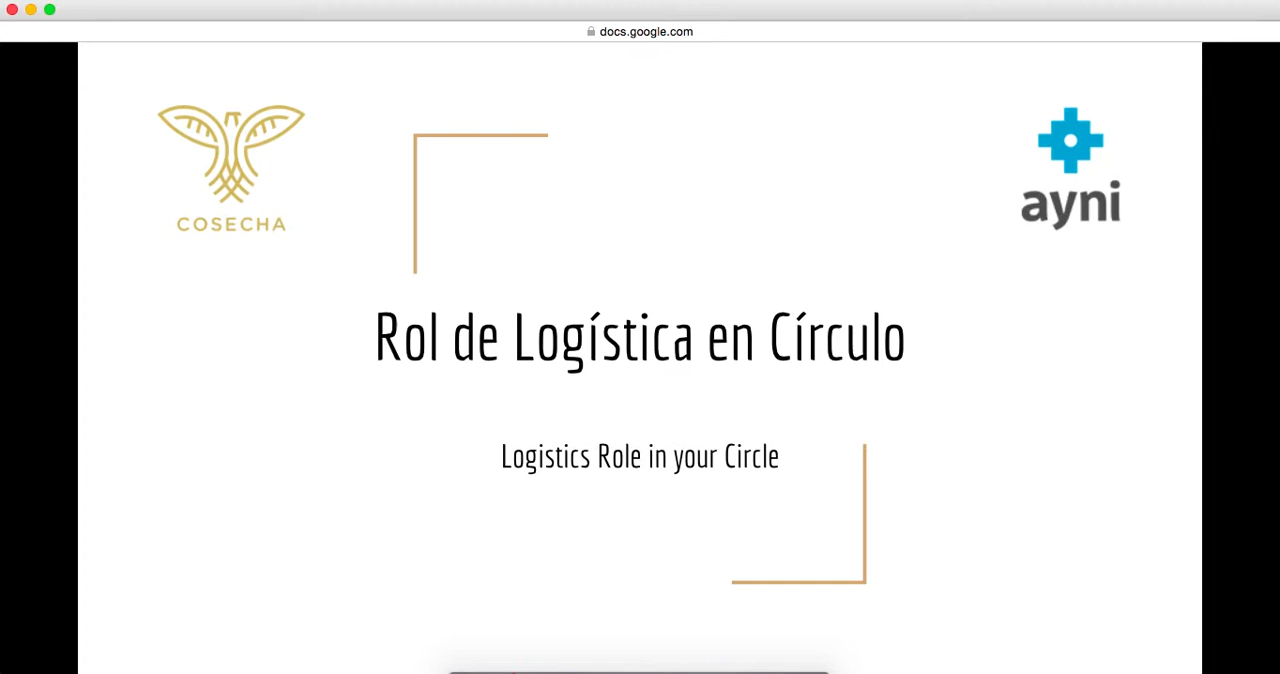 docs.google.com
COSECHA
ayni
Rol de Logística en Círculo
Logistics Role in your Circle